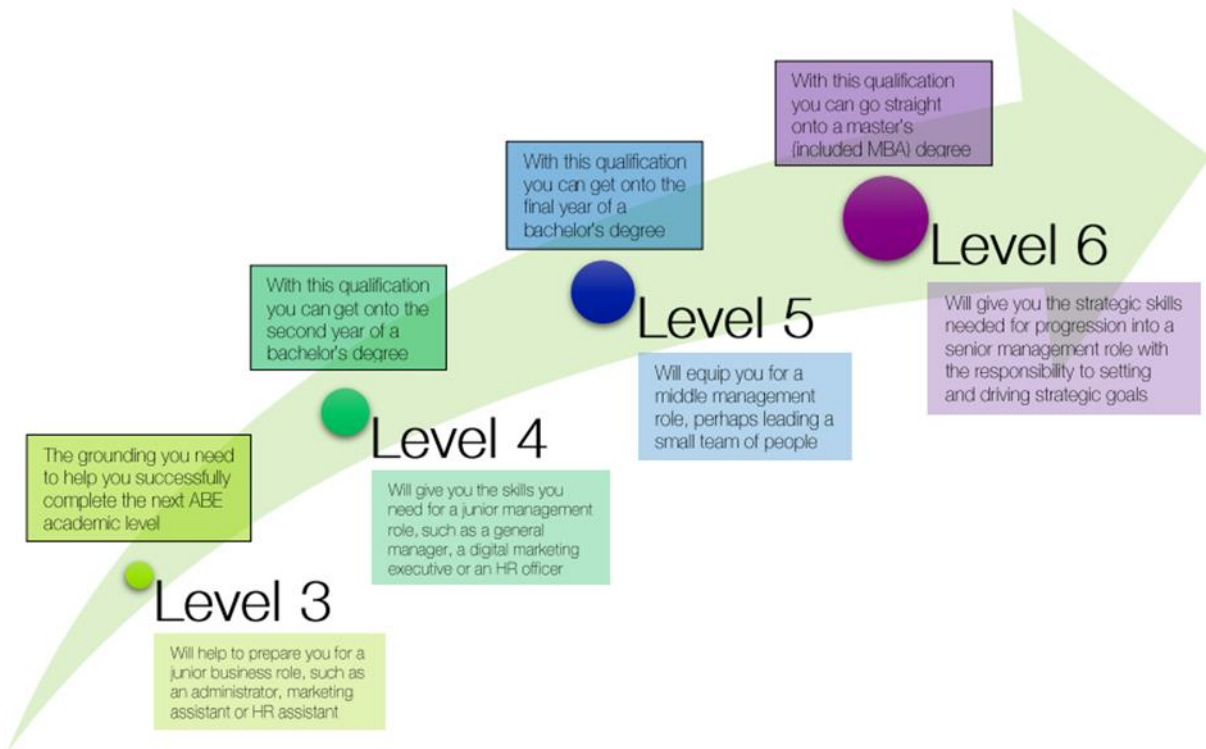 With this qualification
you can go straight
onto a master's
(included MBA) degree
Level 6
Will give you the strategic skills
needed for progression into a
senior management role with
the responsibility to setting
and driving strategic goals
With this qualification
you can get onto the
final year of a
bachelor's degree
Level 5
Will equip you for a
middle management
role, perhaps leading a
small team of people
With this qualification
you can get onto the
second year of a
bachelor's degree
Level 4
Will give you the skills you
need for a junior management
role, such as a general
manager, a digital marketing
executive or an HR officer
The grounding you need
to help you successfully
complete the next ABE
academic level
Level 3
Will help to prepare you for a
junior business role, such as
an administrator, marketing
assistant or HR assistant